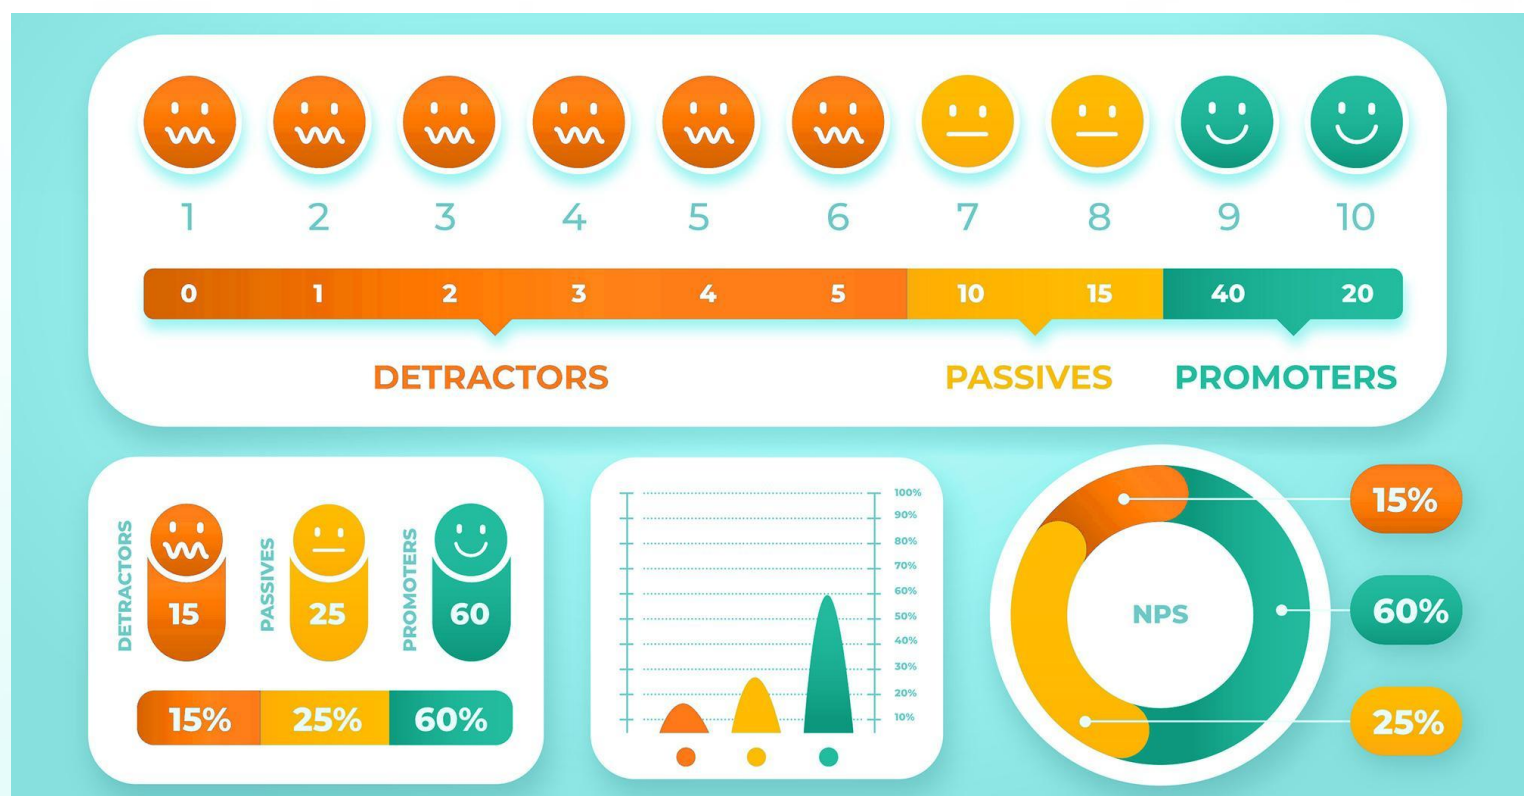 1 2 3 4 5 6 7 8 9 10
0 1 2 3 4 5 10 15 40 20
DETRACTORS PASSIVES PROMOTERS
DETRACTORS
15
PASSIVES
25
PROMOTERS
60
15% 25% 60%
100%
90%
80%
70%
60%
50%
40%
30%
20%
10%
NPS
15%
60%
25%